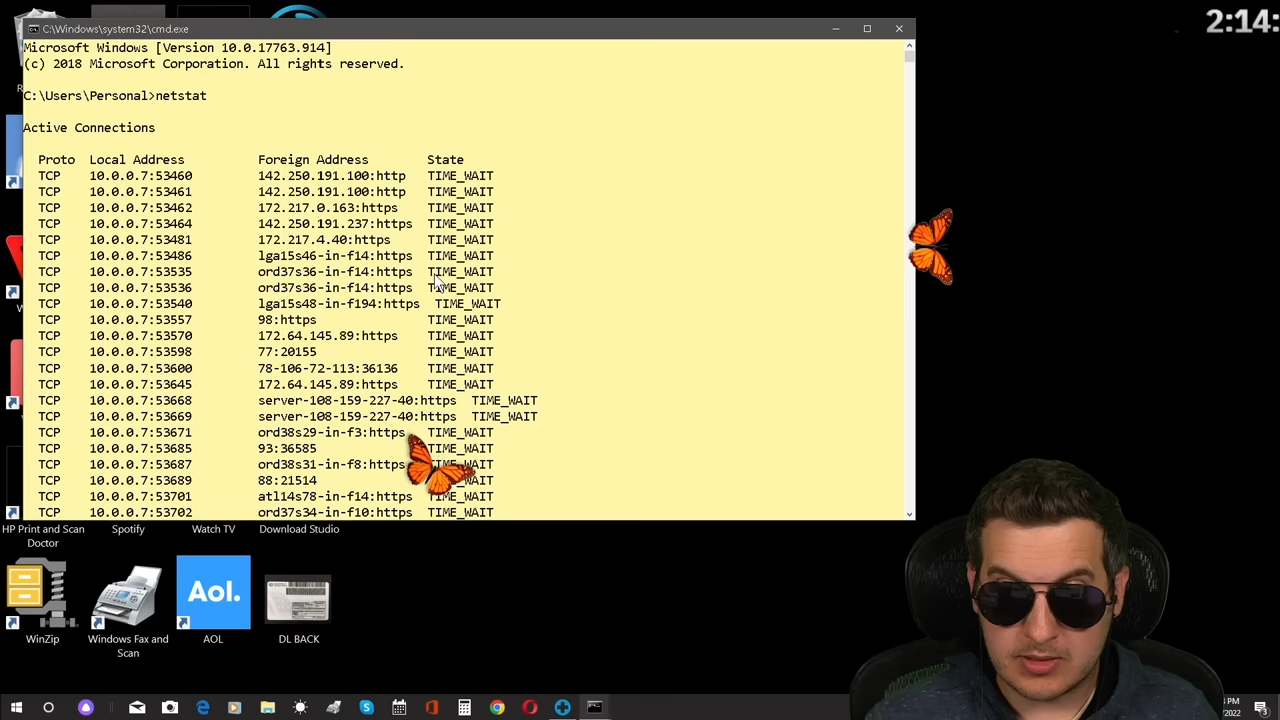 2:14:
C:\Windows\system32\cmd.exe
Microsoft Windows [Version 10.0.17763.914]
(c) 2018 Microsoft Corporation. All rights reserved.
C:\Users\Personal>netstat
Active Connections
Proto Local Address Foreign Address State
TCP 10.0.0.7:53460 142.250.191.100:http TIME_WAIT
TCP 10.0.0.7:53461 142.250.191.100:http TIME_WAIT
TCP 10.0.0.7:53462 172.217.0.163:https TIME_WAIT
TCP 10.0.0.7:53464 142.250.191.237:https TIME_WAIT
TCP 10.0.0.7:53481 172.217.4.40:https TIME_WAIT
TCP 10.0.0.7:53486 lga15s46-in-f14:https TIME_WAIT
TCP 10.0.0.7:53535 ord37s36-in-f14:https TIME_WAIT
TCP 10.0.0.7:53536 ord37s36-in-f14:https TIME_WAIT
TCP 10.0.0.7:53540 lga15s48-in-f194:https TIME_WAIT
TCP 10.0.0.7:53557 98:https TIME_WAIT
TCP 10.0.0.7:53570 172.64.145.89:https TIME_WAIT
TCP 10.0.0.7:53598 77:20155 TIME_WAIT
TCP 10.0.0.7:53600 78-106-72-113:36136 TIME_WAIT
TCP 10.0.0.7:53645 172.64.145.89:https TIME_WAIT
TCP 10.0.0.7:53668 server-108-159-227-40:https TIME_WAIT
TCP 10.0.0.7:53669 server-108-159-227-40:https TIME_WAIT
TCP 10.0.0.7:53671 ord38s29-in-f3:https TIME_WAIT
TCP 10.0.0.7:53685 93:36585 TIME_WAIT
TCP 10.0.0.7:53687 ord38s31-in-f8:https TIME_WAIT
TCP 10.0.0.7:53689 88:21514 TIME_WAIT
TCP 10.0.0.7:53701 atl14s78-in-f14:https TIME_WAIT
TCP 10.0.0.7:53702 ord37s34-in-f10:https TIME_WAIT
HP Print and Scan
Doctor
Spotify
Watch TV
Download Studio
Aol.
WinZip
Windows Fax and
Scan
AOL
DL BACK
PM
/2022